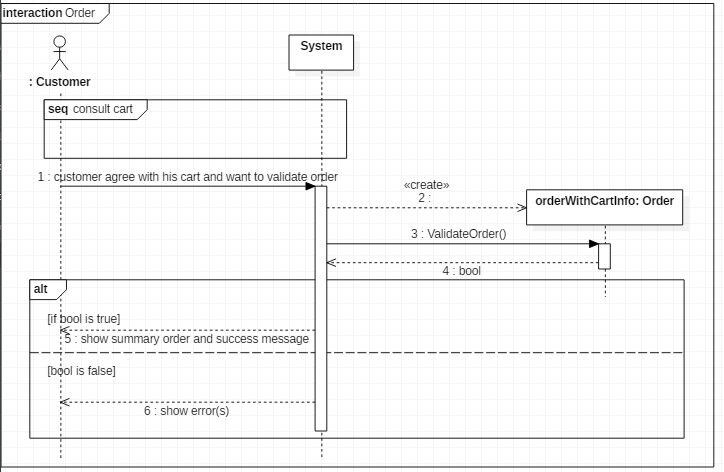 interaction Order
System
: Customer
seq consult cart
1 : customer agree with his cart and want to validate order
«create»
2 :
orderWithCartInfo: Order
3 : ValidateOrder()
4 : bool
alt
[if bool is true]
5 : show summary order and success message
[bool is false]
6 : show error(s)